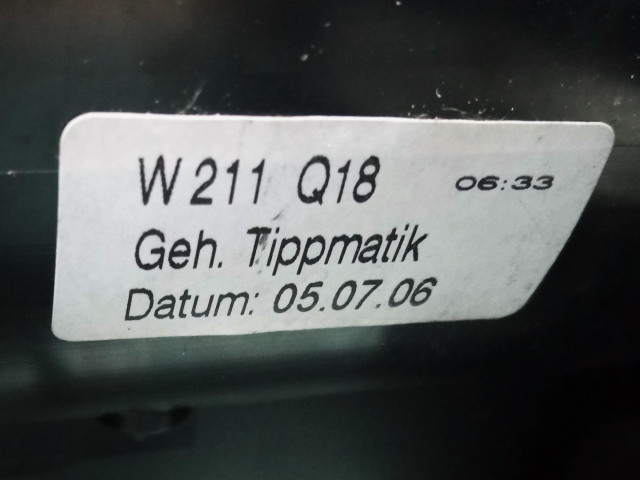 W 211 Q18 06:33
Geh. Tippmatik
Datum: 05.07.06